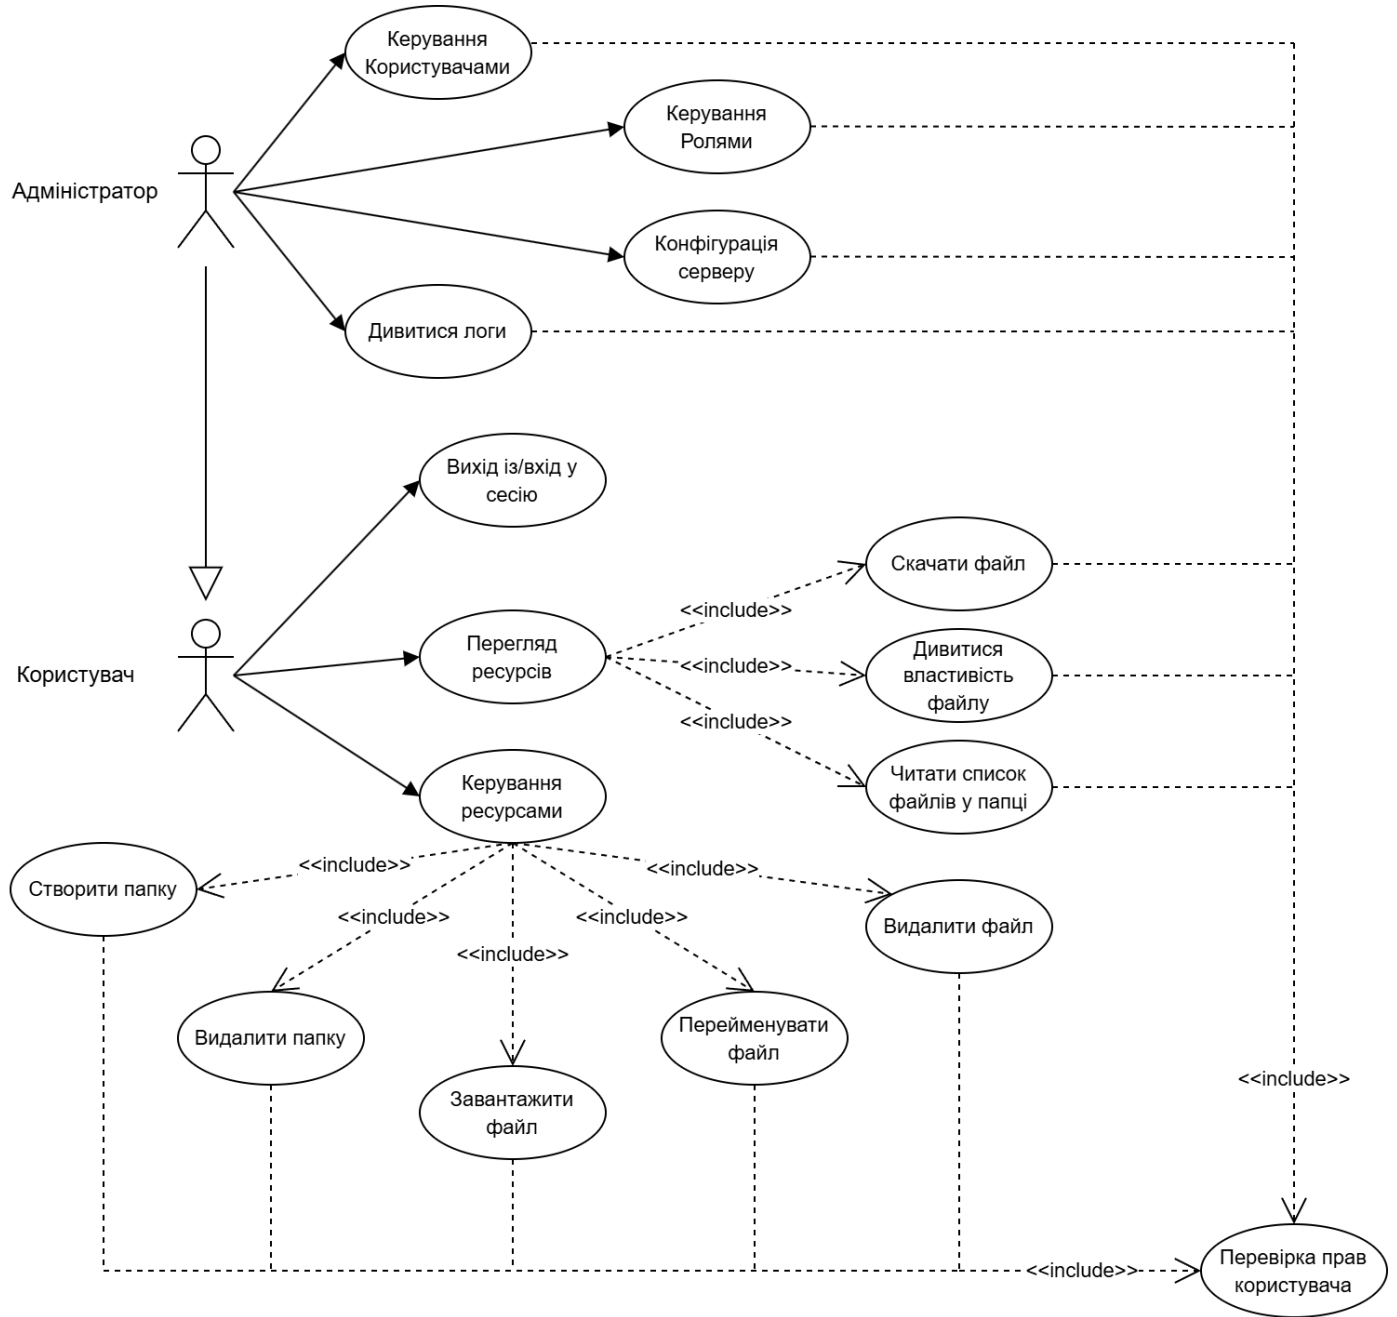 Керування
Користувачами
Керування
Ролями
Адміністратор
Конфігурація
серверу
Дивитися логи
Вихід із/вхід у
сесію
Скачати файл
<<include>>
Перегляд
ресурсів
<<include>>
Дивитися
властивість
файлу
Користувач
<<include>>
Читати список
файлів у папці
Керування
ресурсами
<<include>>
<<include>>
Створити папку
<<include>>
<<include>>
Видалити файл
<<include>>
Видалити папку
Перейменувати
файл
<<include>>
Завантажити
файл
<<include>>
Перевірка прав
користувача